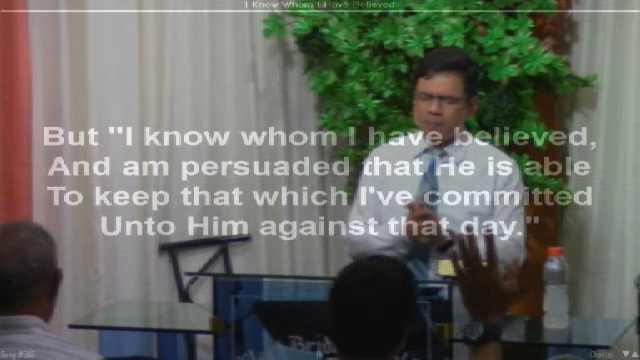 I Know Whom I Have Believed
But "I know whom I have believed,
And am persuaded that He is able
To keep that which I've committed
Unto Him against that day."
Chorus